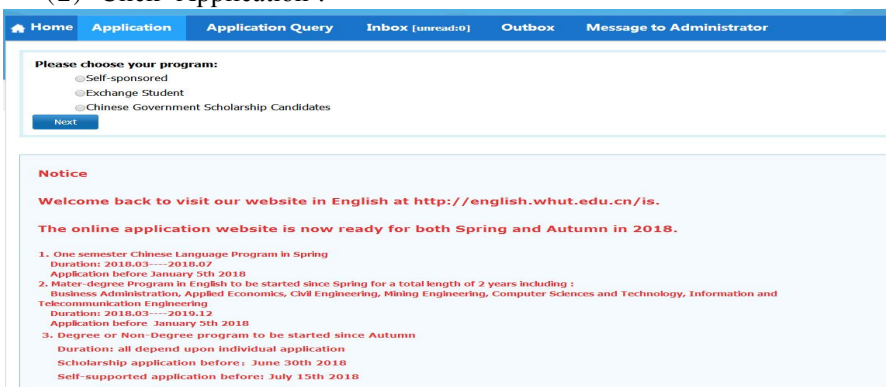 (2) Click "Application".
Home Application Application Query Inbox [unread:0] Outbox Message to Administrator
Please choose your program:
Self-sponsored
Exchange Student
Chinese Government Scholarship Candidates
Next
Notice
Welcome back to visit our website in English at http://english.whut.edu.cn/is.
The online application website is now ready for both Spring and Autumn in 2018.
1. One semester Chinese Language Program in Spring
Duration: 2018.03----2018.07
Application before January 5th 2018
2. Mater-degree Program in English to be started since Spring for a total length of 2 years including :
Business Administration, Applied Economics, Civil Engineering, Mining Engineering, Computer Sciences and Technology, Information and
Telecommunication Engineering
Duration: 2018.03----2019.12
Application before January 5th 2018
3. Degree or Non-Degree program to be started since Autumn
Duration: all depend upon individual application
Scholarship application before: June 30th 2018
Self-supported application before: July 15th 2018